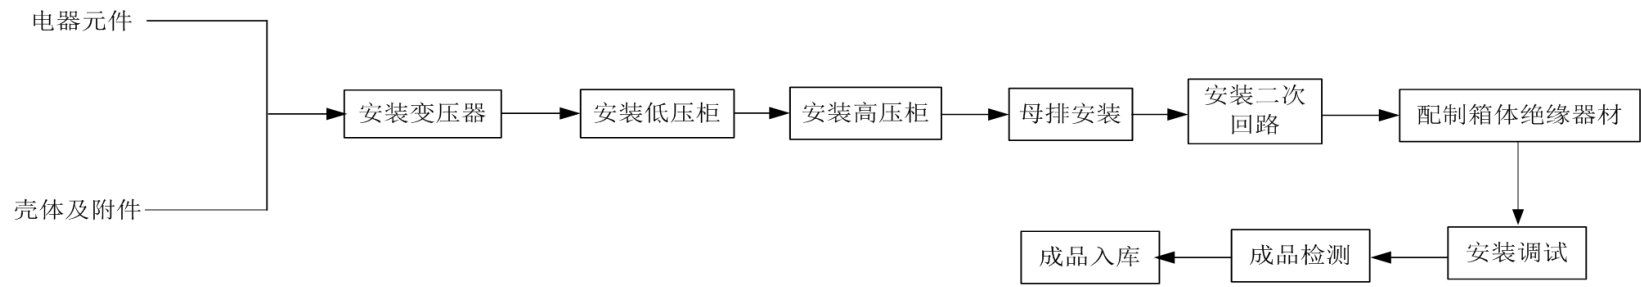 电器元件
壳体及附件
安装变压器
安装低压柜
安装高压柜
母排安装
安装二次
回路
配制箱体绝缘器材
安装调试
成品检测
成品入库